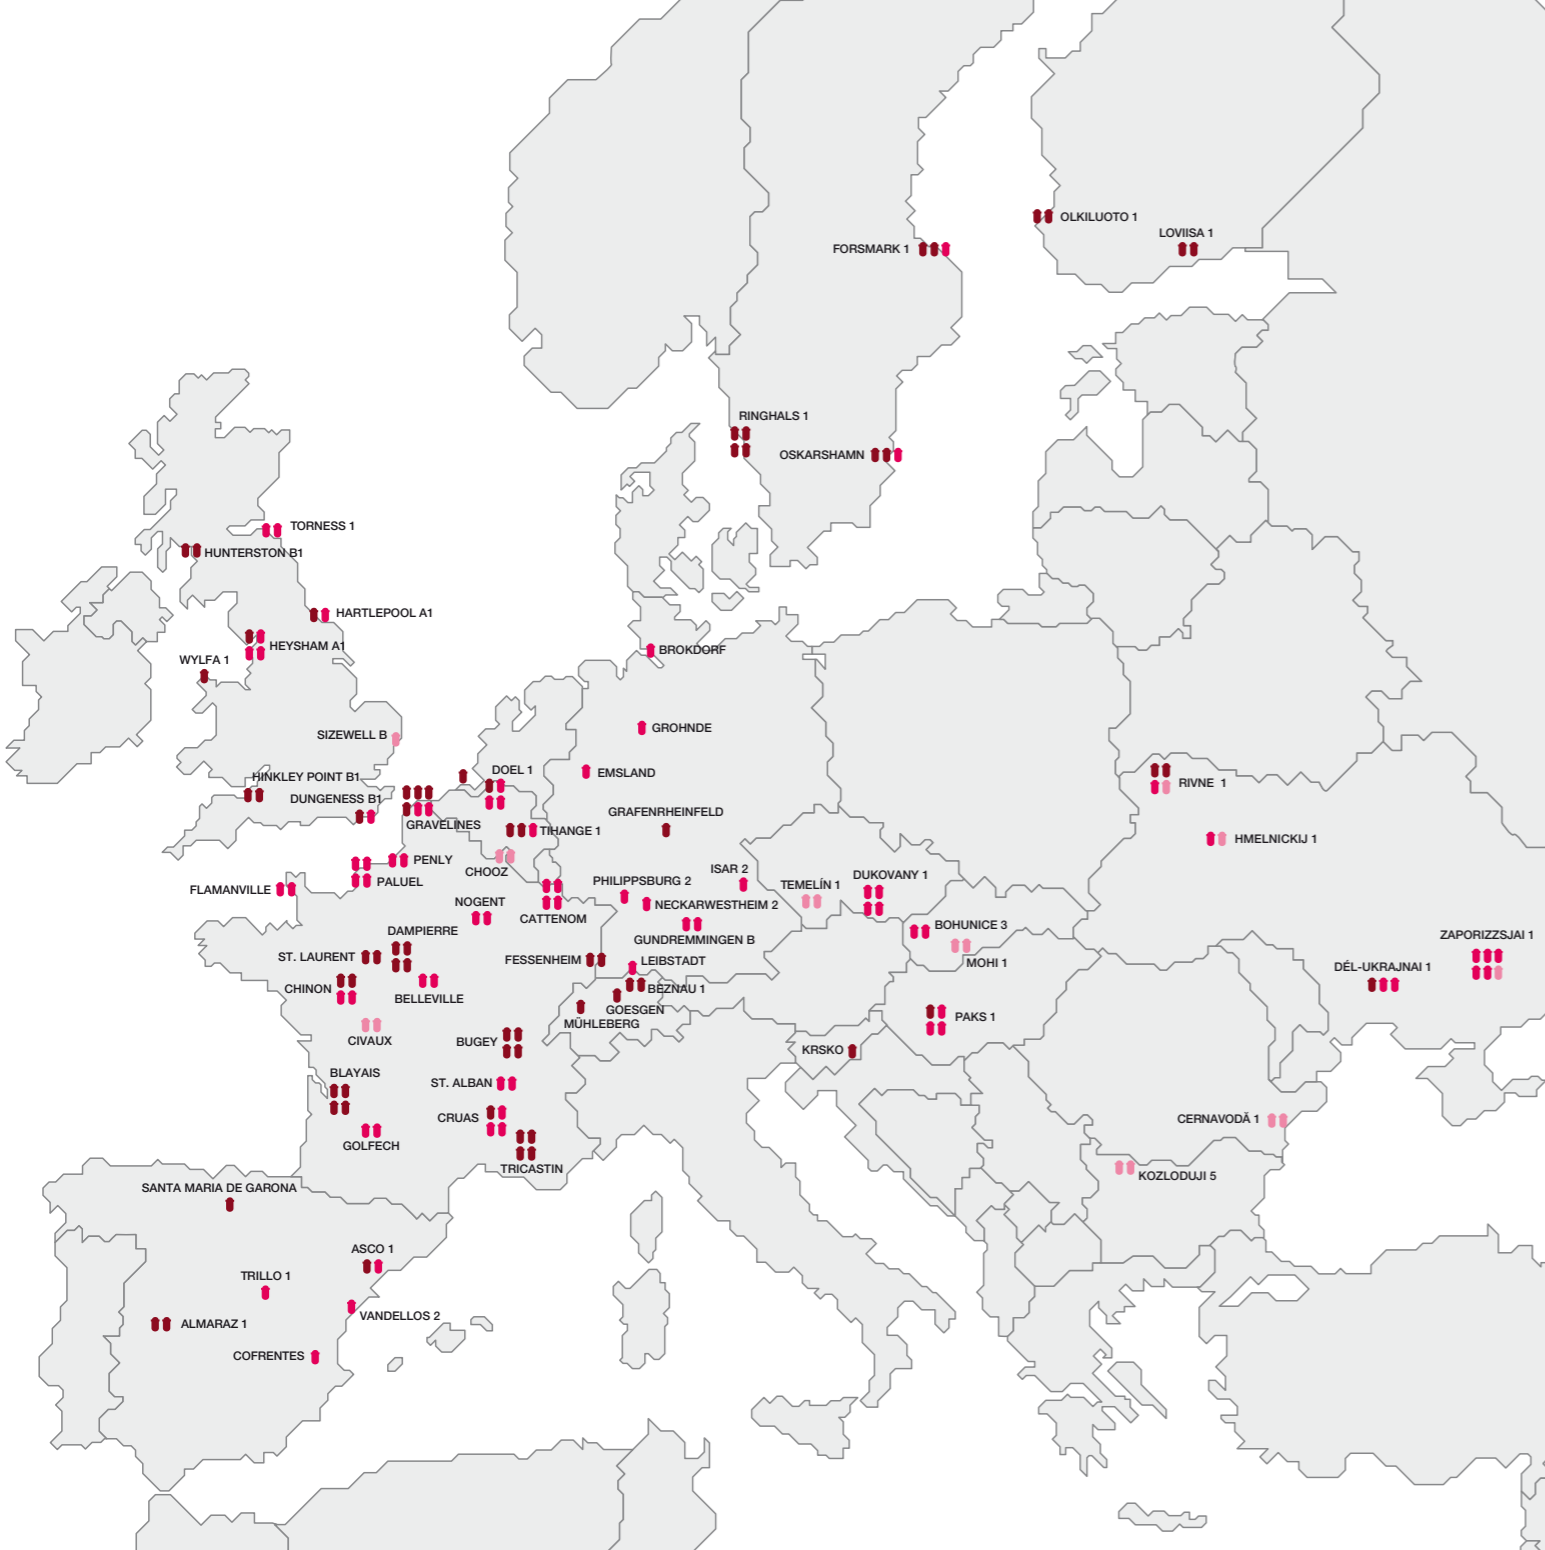 OLKILUOTO 1
LOVIISA 1
FORSMARK 1
RINGHALS 1
OSKARSHAMN
TORNESS 1
HUNTERSTON B1
HARTLEPOOL A1
HEYSHAM A1
WYLFA 1
BROKDORF
SIZEWELL B
GROHNDE
HINKLEY POINT B1
DOEL 1
EMSLAND
RIVNE 1
DUNGENESS B1
GRAFENRHEINFELD
GRAVELINES
TIHANGE 1
HMELNICKIJ 1
PENLY
CHOOZ
ISAR 2
DUKOVANY 1
FLAMANVILLE
PALUEL
PHILIPPSBURG 2
TEMELÍN 1
NOGENT
CATTENOM
NECKARWESTHEIM 2
DAMPIERRE
GUNDREMMINGEN B
BOHUNICE 3
ZAPORIZZSJAI 1
ST. LAURENT
FESSENHEIM
LEIBSTADT
MOHI 1
DÉL-UKRAJNAI 1
CHINON
BELLEVILLE
BEZNAU 1
GOESGEN
MÜHLEBERG
PAKS 1
CIVAUX
BUGEY
KRSKO
BLAYAIS
ST. ALBAN
CRUAS
CERNAVODĂ 1
GOLFECH
TRICASTIN
KOZLODUJI 5
SANTA MARIA DE GARONA
ASCO 1
TRILLO 1
VANDELLOS 2
ALMARAZ 1
COFRENTES